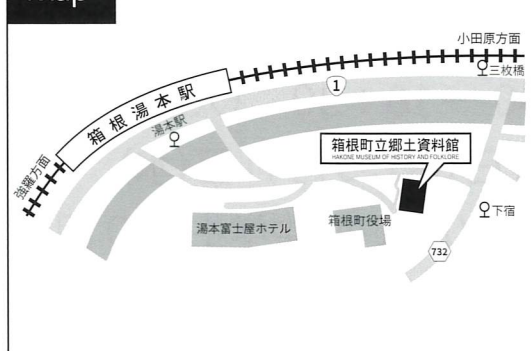 map
小田原方面
三枚橋
1
箱根湯本駅
湯本駅
強羅方面
箱根町立郷土資料館
HAKONE MUSEUM OF HISTORY AND FOLKLORE
湯本富士屋ホテル
箱根町役場
下宿
732